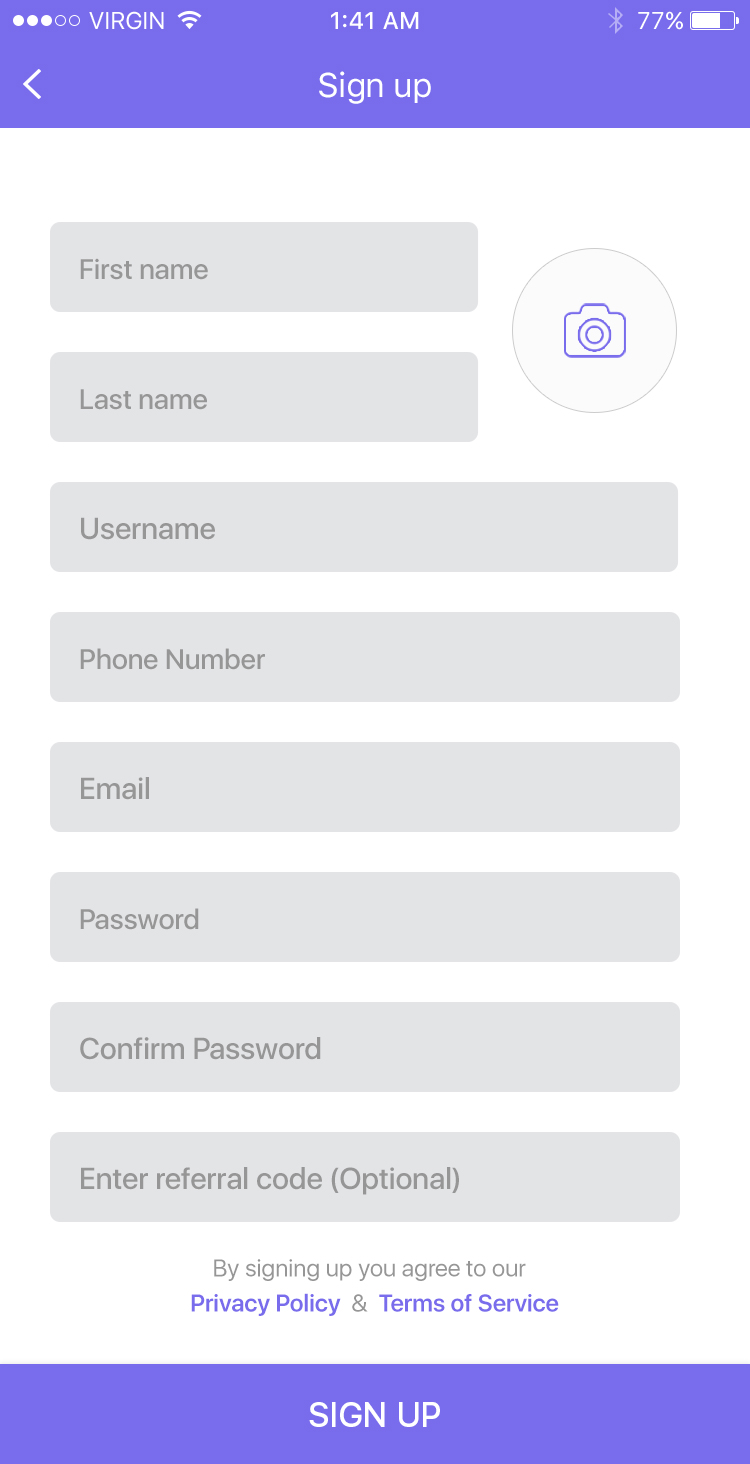 VIRGIN 1:41 AM 77%
Sign up
First name
Last name
Username
Phone Number
Email
Password
Confirm Password
Enter referral code (Optional)
By signing up you agree to our
Privacy Policy & Terms of Service
SIGN UP